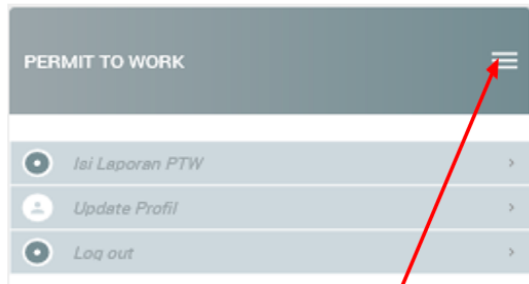 PERMIT TO WORK
Isi Laporan PTW
Update Profil
Log out